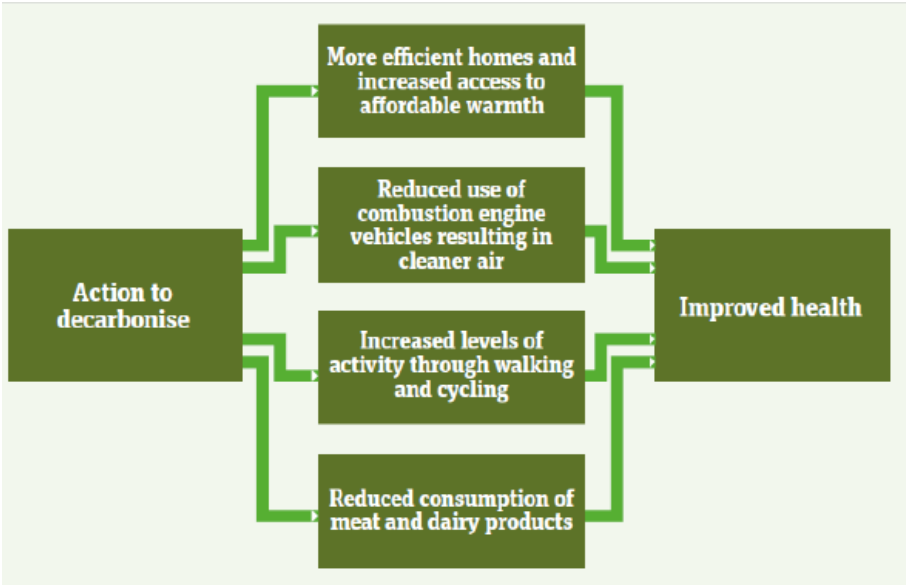 Action to
decarbonise
More efficient homes and
increased access to
affordable warmth
Reduced use of
combustion engine
vehicles resulting in
cleaner air
Increased levels of
activity through walking
and cycling
Reduced consumption of
meat and dairy products
Improved health